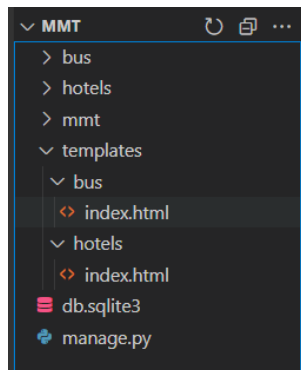 MMT
bus
hotels
mmt
templates
bus
index.html
hotels
index.html
db.sqlite3
manage.py